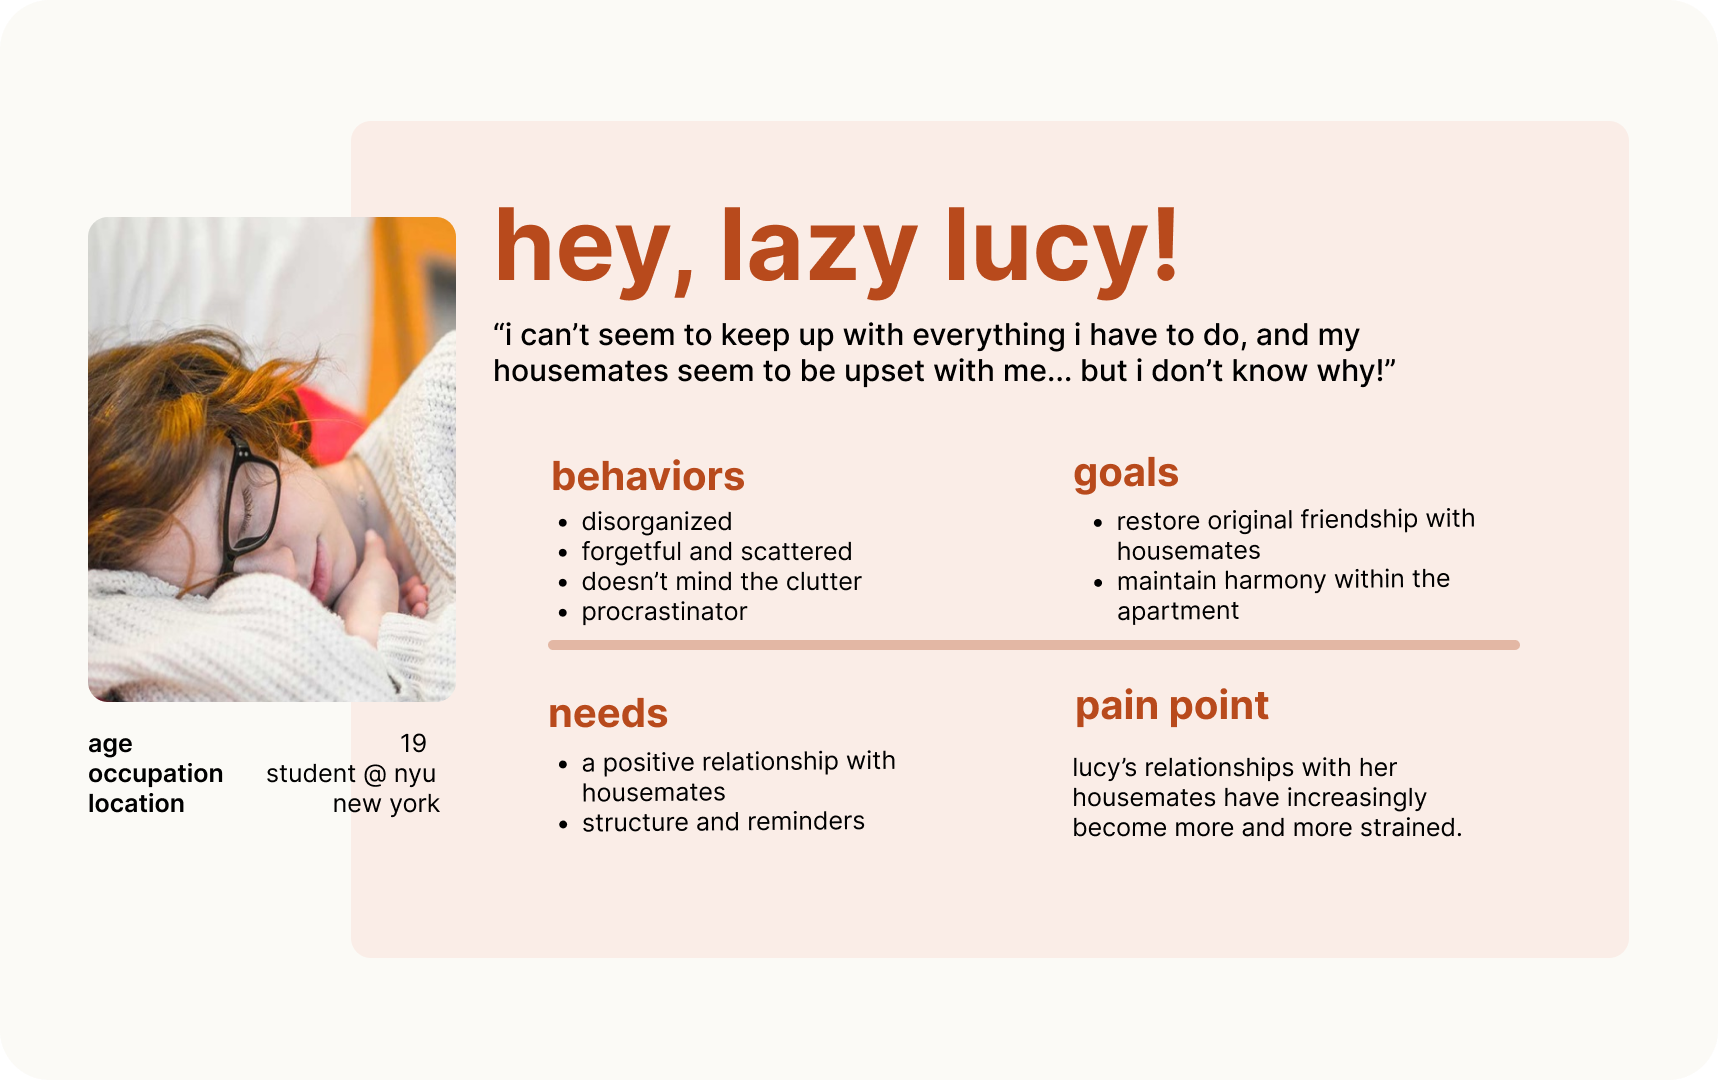 hey, lazy lucy!
“i can’t seem to keep up with everything i have to do, and my
housemates seem to be upset with me... but i don’t know why!”
behaviors
• disorganized
• forgetful and scattered
• doesn’t mind the clutter
• procrastinator
goals
• restore original friendship with
housemates
• maintain harmony within the
apartment
needs
• a positive relationship with
housemates
• structure and reminders
pain point
lucy’s relationships with her
housemates have increasingly
become more and more strained.
age 19
occupation student @ nyu
location new york